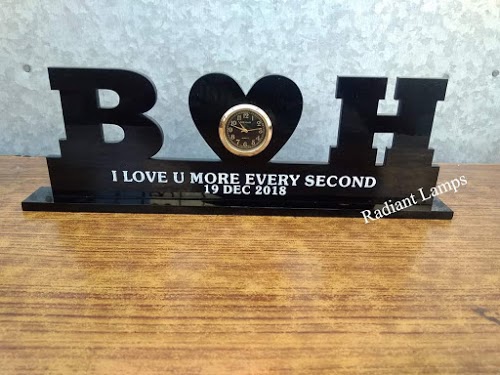 B H
I LOVE U MORE EVERY SECOND
19 DEC 2018
Radiant Lamps